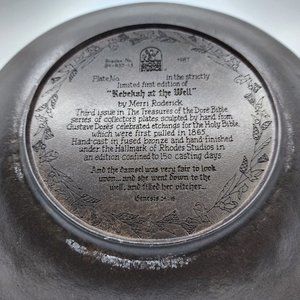 1987
Plate No. in the strictly
limited first edition of
"Rebekah at the Well"
by Merri Roderick
Third issue in The Treasures of the Doré Bible
series of collectors plates sculpted by hand from
Gustave Doré's celebrated etchings for the Holy Bible,
which were first pulled in 1865.
Hand-cast in fused bronze and hand-finished
under the Hallmark of Rhodes Studios in
an edition confined to 150 casting days
And the damsel was very fair to look
upon...and she went down to the
well, and filled her pitcher...
Genesis 24:16